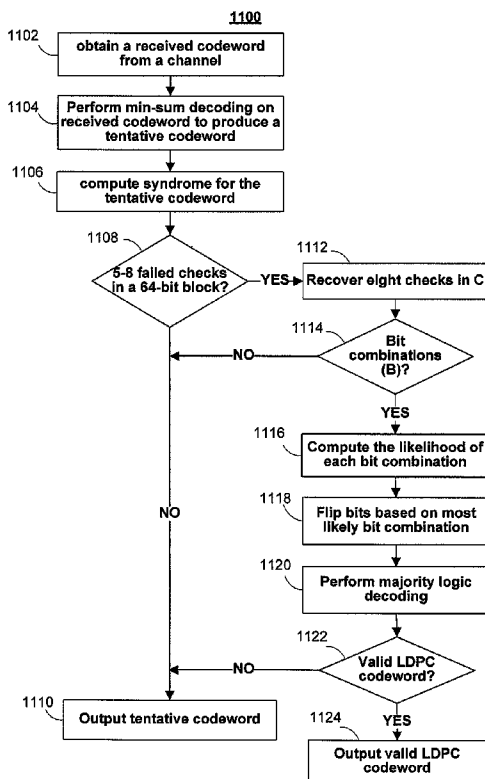 1100
1102
obtain a received codeword
from a channel
1104
Perform min-sum decoding on
received codeword to produce a
tentative codeword
1106
compute syndrome for the
tentative codeword
1108
5-8 failed checks
in a 64-bit block?
YES
1112
Recover eight checks in C
1114
Bit
combinations
(B)?
NO
YES
1116
Compute the likelihood of
each bit combination
1118
Flip bits based on most
likely bit combination
NO
1120
Perform majority logic
decoding
1122
Valid LDPC
codeword?
NO
YES
1110
Output tentative codeword
1124
Output valid LDPC
codeword